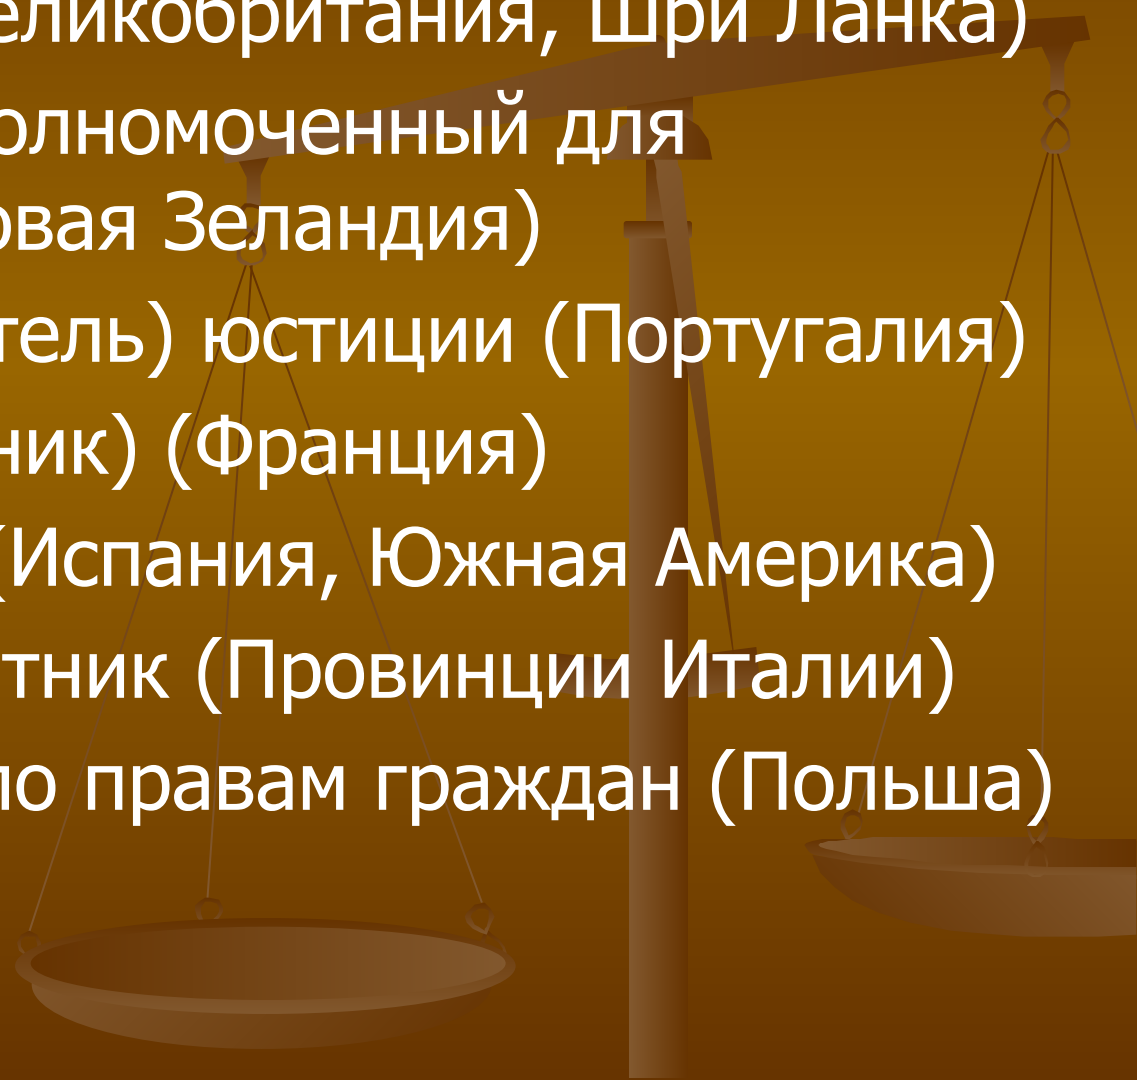 еликобритания, Шри Ланка)
олномоченный для
овая Зеландия)
тель) юстиции (Португалия)
ник) (Франция)
(Испания, Южная Америка)
тник (Провинции Италии)
по правам граждан (Польша)